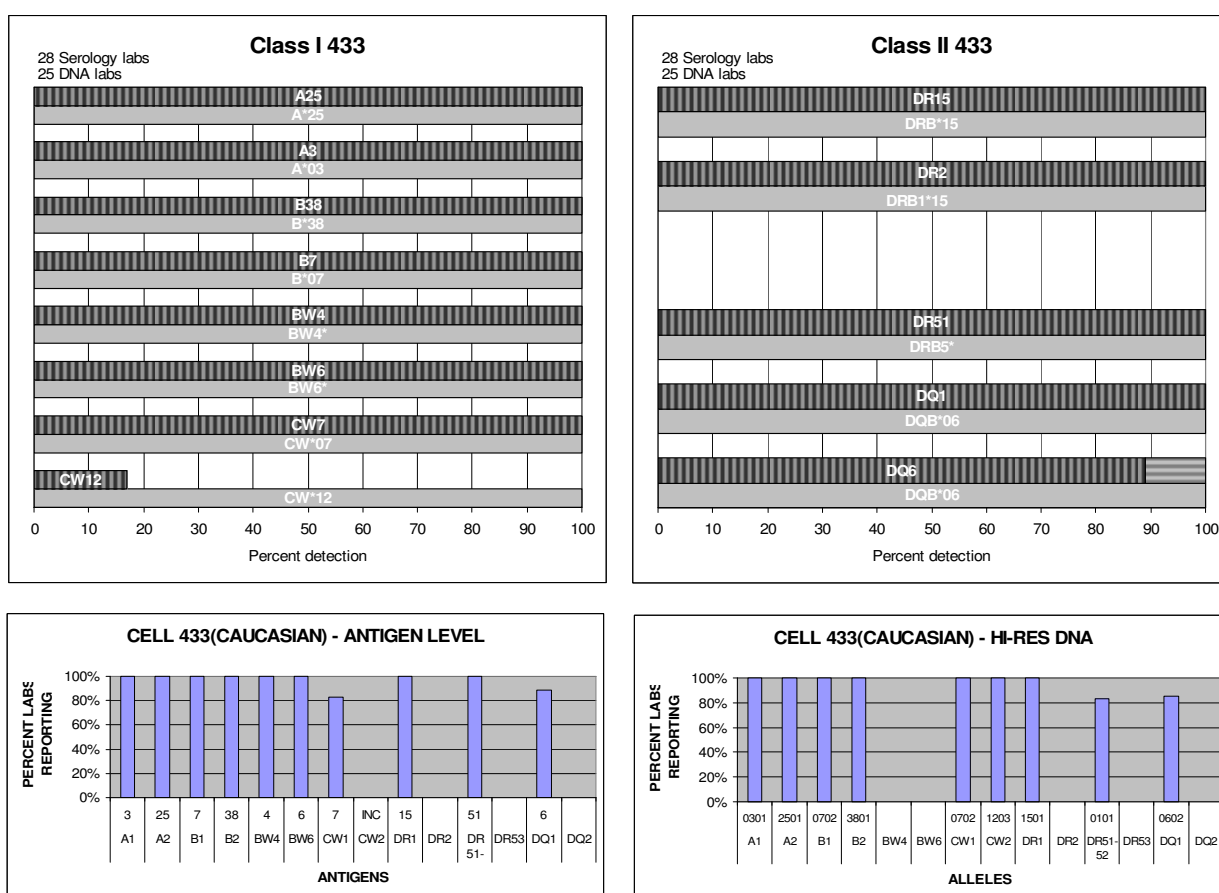 Class I 433
28 Serology labs
25 DNA labs
A25
A*25
A3
A*03
B38
B*38
B7
B*07
BW4
BW4*
BW6
BW6*
CW7
CW*07
CW12
CW*12
0 10 20 30 40 50 60 70 80 90 100
Percent detection
Class II 433
28 Serology labs
25 DNA labs
DR15
DRB*15
DR2
DRB1*15
DR51
DRB5*
DQ1
DQB*06
DQ6
DQB*06
0 10 20 30 40 50 60 70 80 90 100
Percent detection
CELL 433(CAUCASIAN) - ANTIGEN LEVEL
PERCENT LABS
REPORTING
100%
80%
60%
40%
20%
0%
3 25 7 38 4 6 7 INC 15 51 6
A1 A2 B1 B2 BW4 BW6 CW1 CW2 DR1 DR2 DR DR53 DQ1 DQ2
51-
ANTIGENS
CELL 433(CAUCASIAN) - HI-RES DNA
PERCENT LABS
REPORTING
100%
80%
60%
40%
20%
0%
0301 2501 0702 3801 0702 1203 1501 0101 0602
A1 A2 B1 B2 BW4 BW6 CW1 CW2 DR1 DR2 DR51- DR53 DQ1 DQ2
52
ALLELES